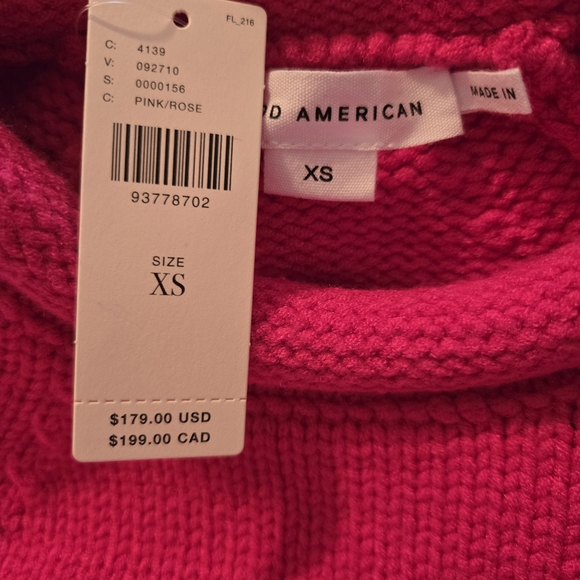 FL_216
C: 4139
V: 092710
S: 0000156
C: PINK/ROSE
93778702
SIZE
XS
$179.00 USD
$199.00 CAD
D AMERICAN
MADE IN
XS